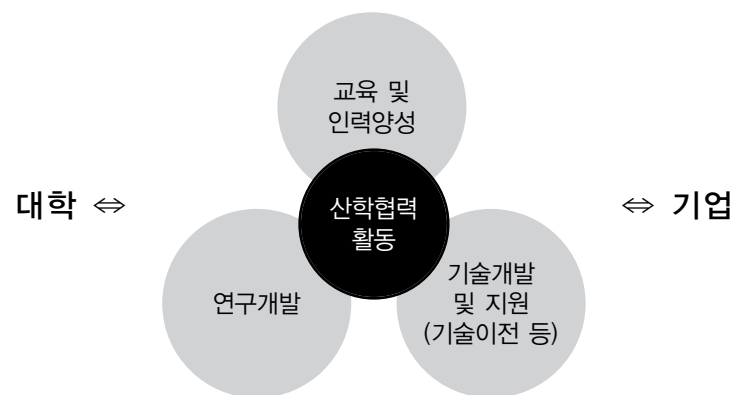 교육 및
인력양성
대학 ⇔
산학협력
활동
⇔ 기업
연구개발
기술개발
및 지원
(기술이전 등)